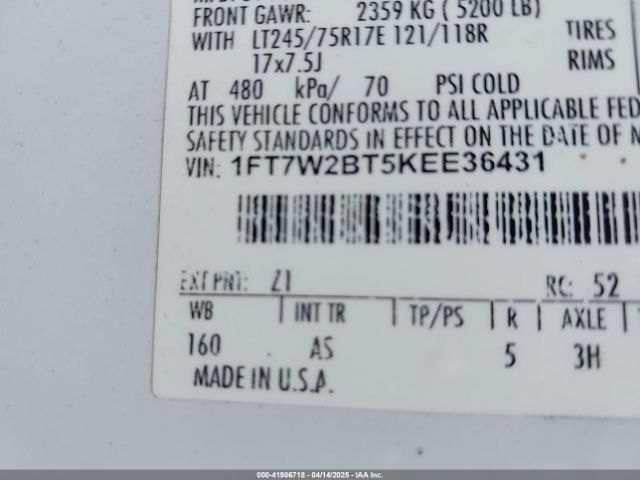 FRONT GAWR: 2359 KG ( 5200 LB)
WITH LT245/75R17E 121/118R TIRES
17x7.5J RIMS
AT 480 kPa/ 70 PSI COLD
THIS VEHICLE CONFORMS TO ALL APPLICABLE FED
SAFETY STANDARDS IN EFFECT ON THE DATE OF
VIN: 1FT7W2BT5KEE36431
EXT PNT: Z1 RC: 52
WB INT TR TP/PS R AXLE
160 AS 5 3H
MADE IN U.S.A.
000-41986718 - 04/14/2025 - IAA, Inc.